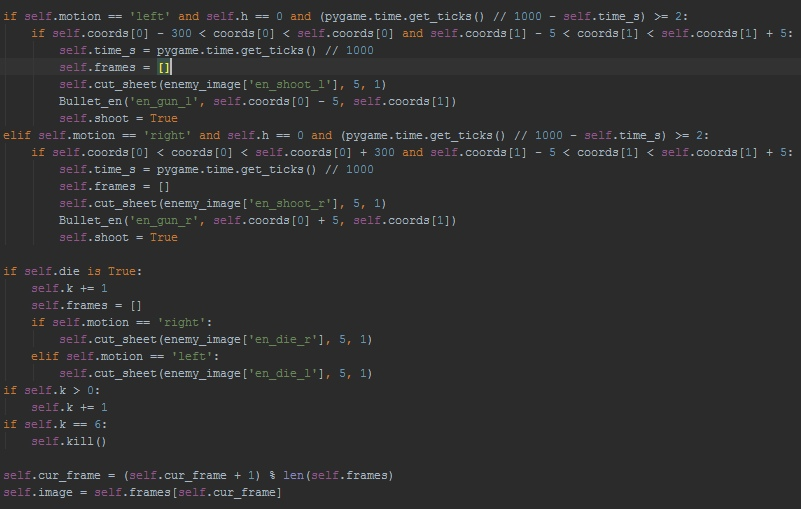 if self.motion == 'left' and self.h == 0 and (pygame.time.get_ticks() // 1000 - self.time_s) >= 2:
    if self.coords[0] - 300 < coords[0] < self.coords[0] and self.coords[1] - 5 < coords[1] < self.coords[1] + 5:
        self.time_s = pygame.time.get_ticks() // 1000
        self.frames = []
        self.cut_sheet(enemy_image['en_shoot_l'], 5, 1)
        Bullet_en('en_gun_l', self.coords[0] - 5, self.coords[1])
        self.shoot = True
elif self.motion == 'right' and self.h == 0 and (pygame.time.get_ticks() // 1000 - self.time_s) >= 2:
    if self.coords[0] < coords[0] < self.coords[0] + 300 and self.coords[1] - 5 < coords[1] < self.coords[1] + 5:
        self.time_s = pygame.time.get_ticks() // 1000
        self.frames = []
        self.cut_sheet(enemy_image['en_shoot_r'], 5, 1)
        Bullet_en('en_gun_r', self.coords[0] + 5, self.coords[1])
        self.shoot = True

if self.die is True:
    self.k += 1
    self.frames = []
    if self.motion == 'right':
        self.cut_sheet(enemy_image['en_die_r'], 5, 1)
    elif self.motion == 'left':
        self.cut_sheet(enemy_image['en_die_l'], 5, 1)
if self.k > 0:
    self.k += 1
if self.k == 6:
    self.kill()

self.cur_frame = (self.cur_frame + 1) % len(self.frames)
self.image = self.frames[self.cur_frame]